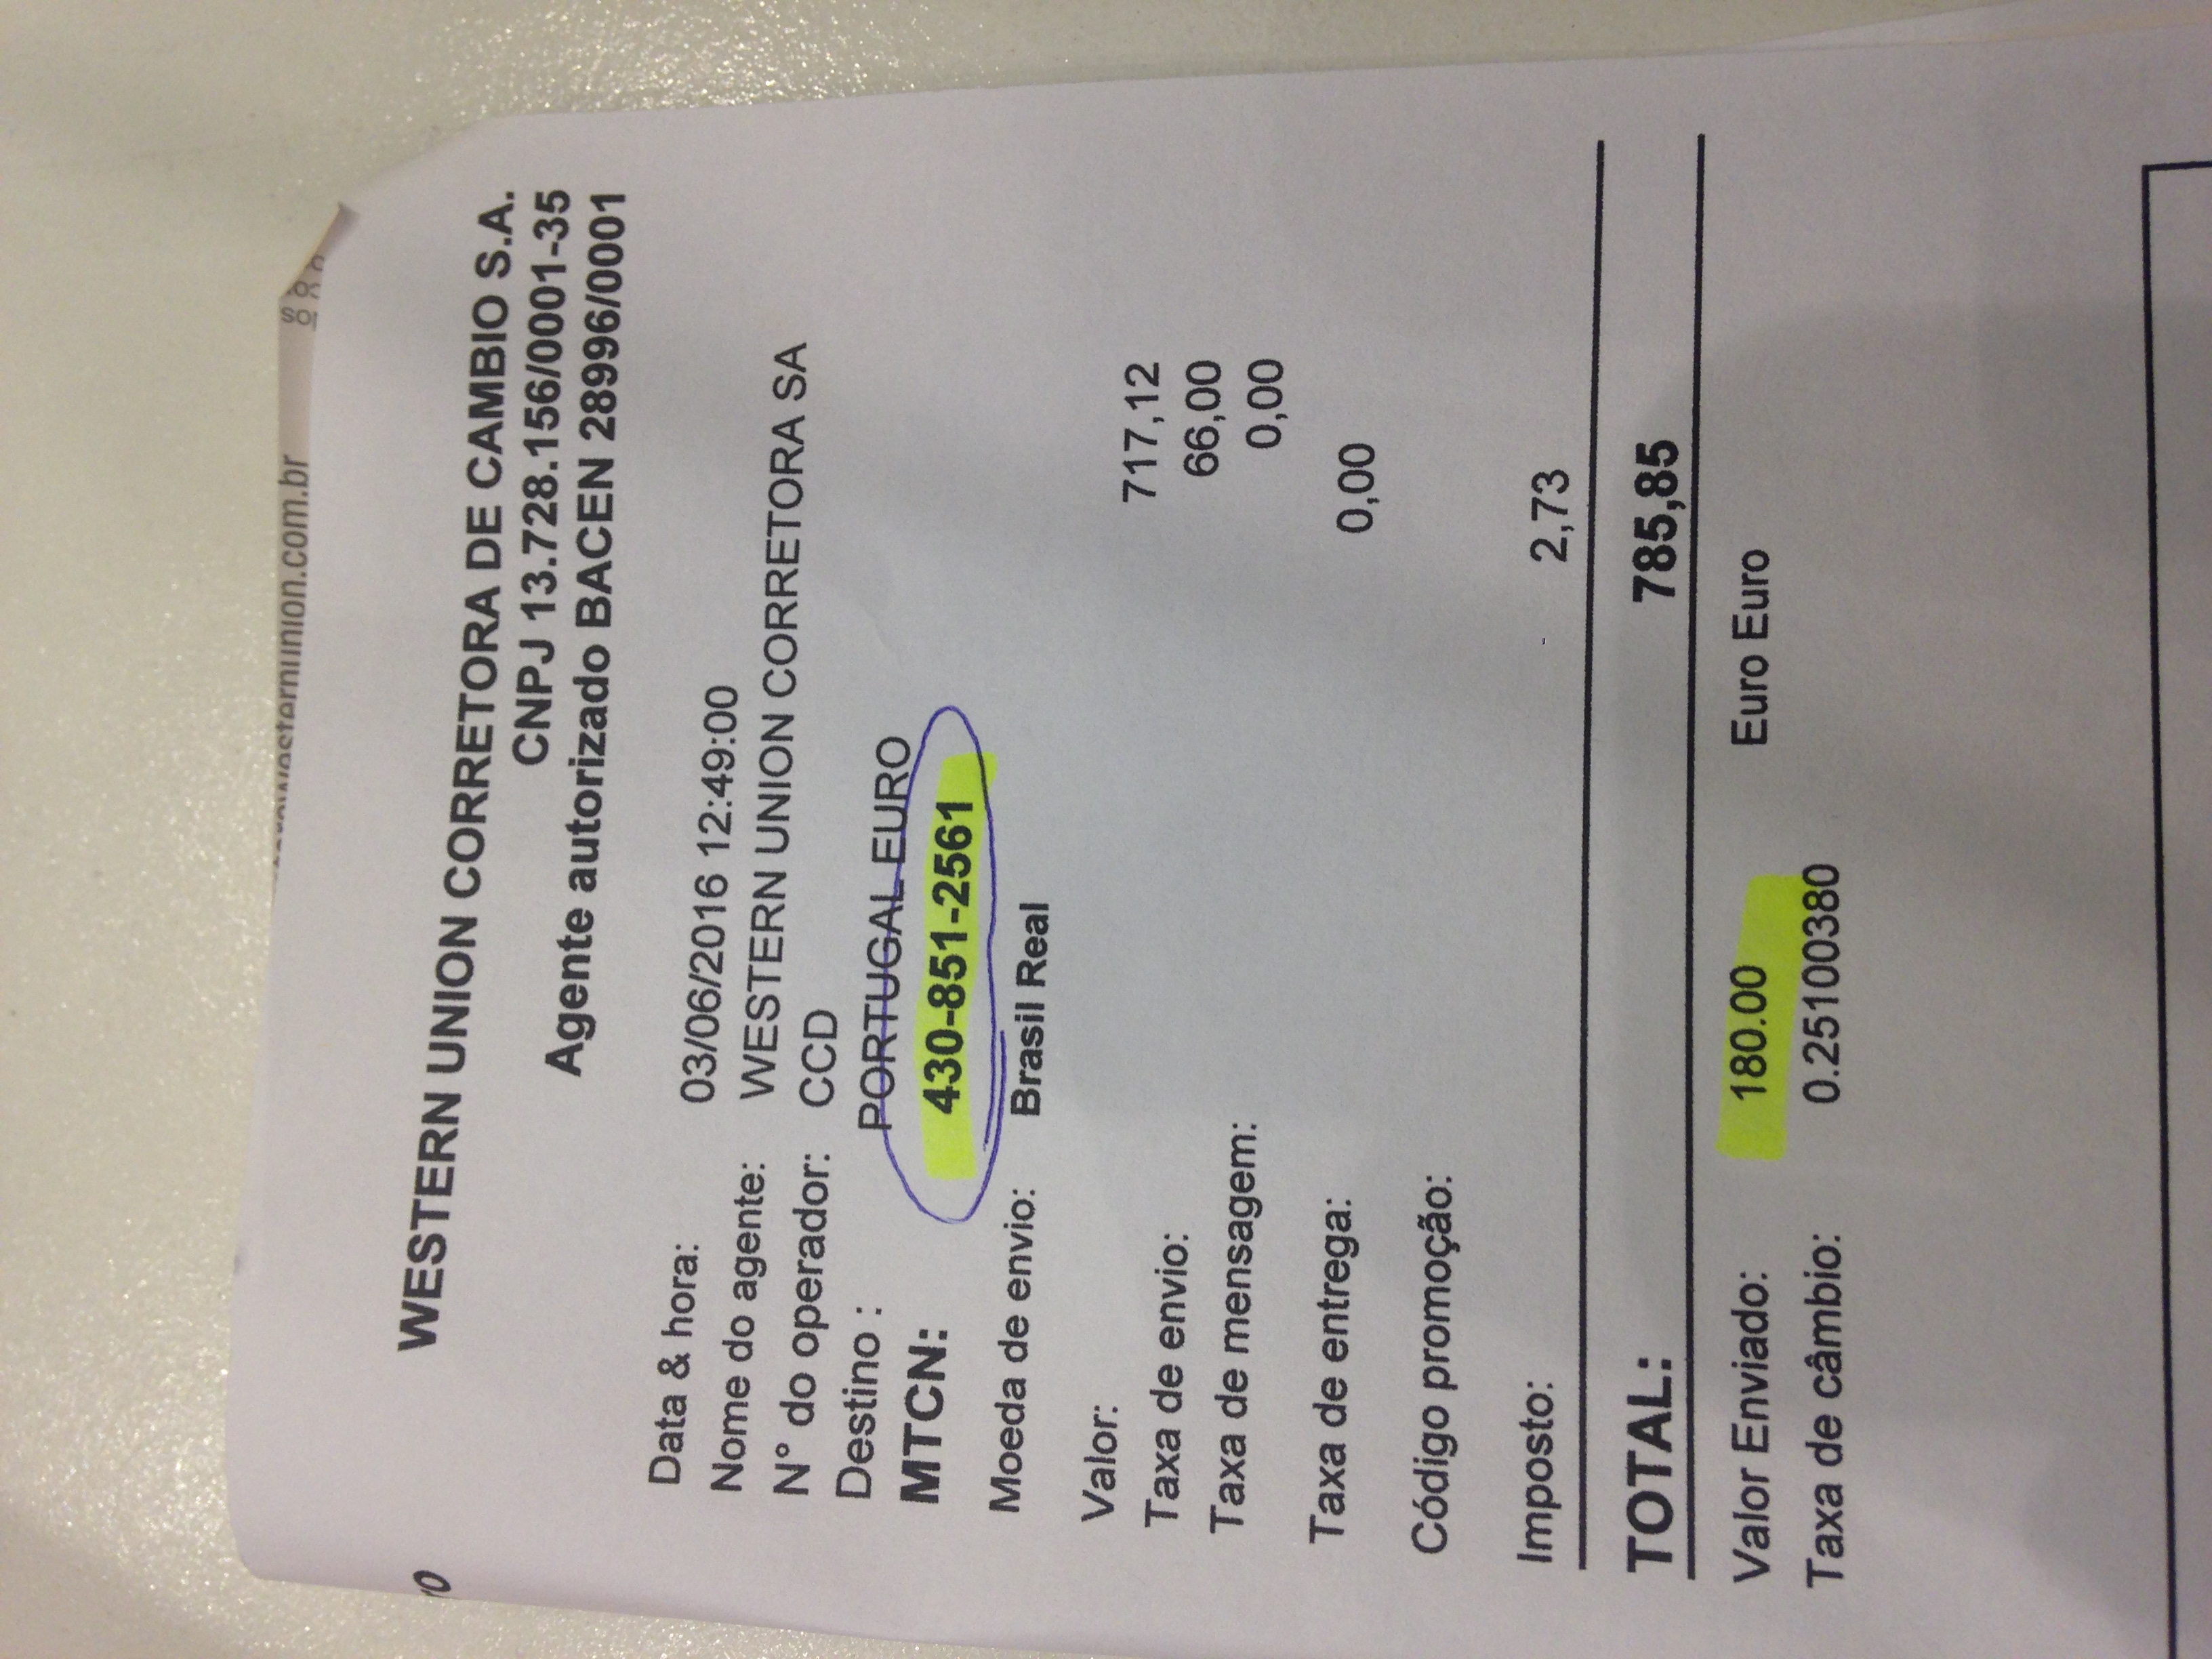 WESTERN UNION CORRETORA DE CAMBIO S.A.
CNPJ 13.728.156/0001-35
Agente autorizado BACEN 28996/0001
Data & hora: 03/06/2016 12:49:00
Nome do agente: WESTERN UNION CORRETORA SA
N° do operador: CCD
Destino : PORTUGAL EURO
MTCN: 430-851-2561
Moeda de envio: Brasil Real
Valor: 717,12
Taxa de envio: 66,00
Taxa de mensagem: 0,00
Taxa de entrega: 0,00
Código promoção:
Imposto: 2,73
TOTAL: 785,85
Valor Enviado: 180.00 Euro Euro
Taxa de câmbio: 0.25100380